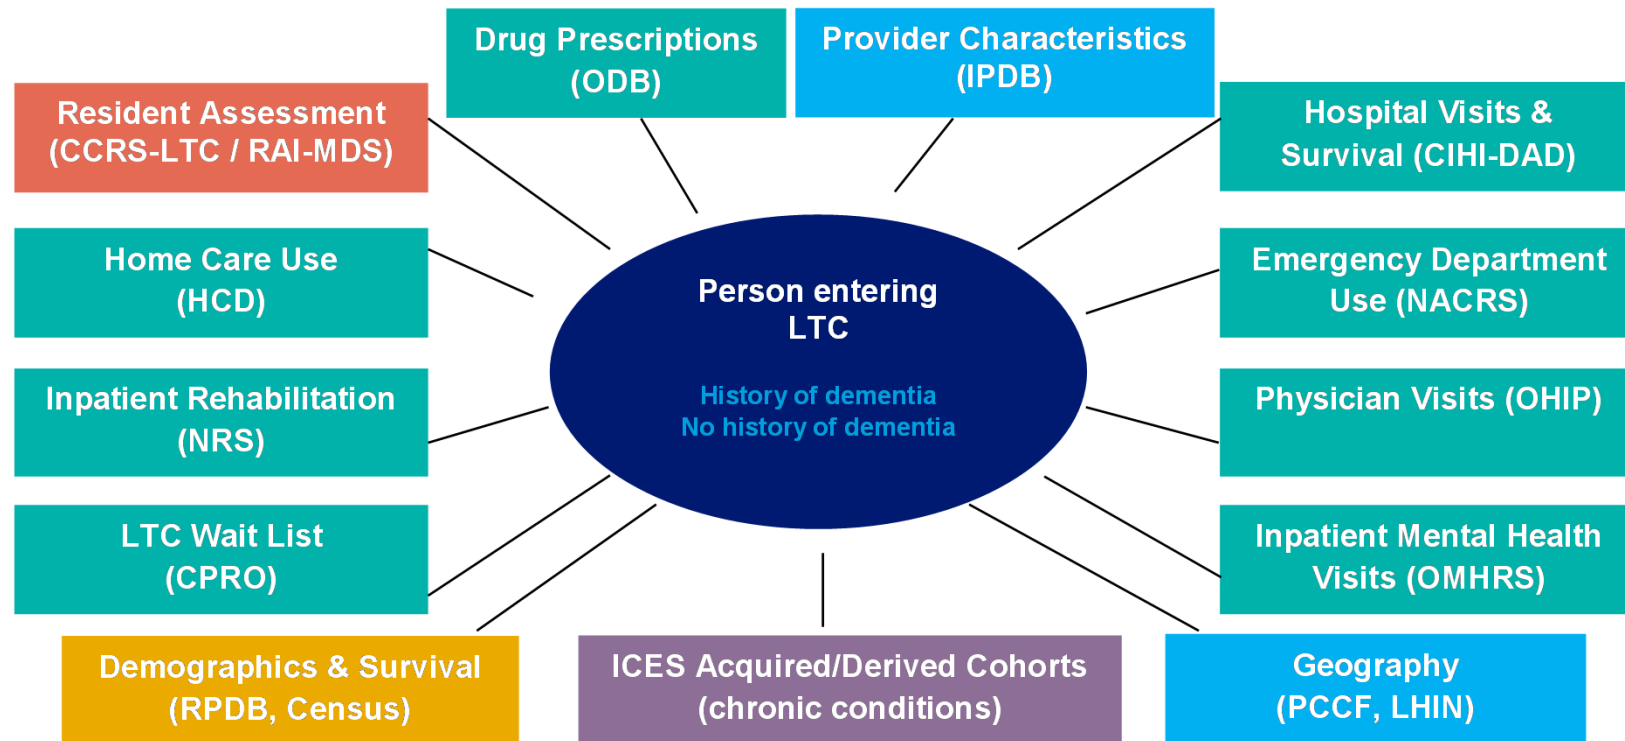 Drug Prescriptions
(ODB)
Provider Characteristics
(IPDB)
Resident Assessment
(CCRS-LTC / RAI-MDS)
Hospital Visits &
Survival (CIHI-DAD)
Home Care Use
(HCD)
Person entering
LTC
History of dementia
No history of dementia
Emergency Department
Use (NACRS)
Inpatient Rehabilitation
(NRS)
Physician Visits (OHIP)
LTC Wait List
(CPRO)
Inpatient Mental Health
Visits (OMHRS)
Demographics & Survival
(RPDB, Census)
ICES Acquired/Derived Cohorts
(chronic conditions)
Geography
(PCCF, LHIN)